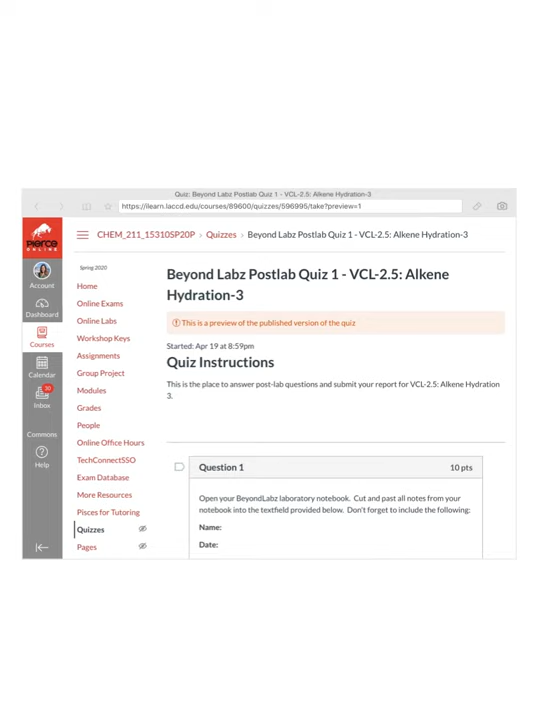 Quiz: Beyond Labz Postlab Quiz 1 - VCL-2.5: Alkene Hydration-3
https://ilearn.laccd.edu/courses/89600/quizzes/596995/take?preview=1
PIERCE
ONLINE
CHEM_211_15310SP20P > Quizzes > Beyond Labz Postlab Quiz 1 - VCL-2.5: Alkene Hydration-3
Account
Dashboard
Courses
Calendar
30
Inbox
Commons
Help
Spring 2020
Home
Online Exams
Online Labs
Workshop Keys
Assignments
Group Project
Modules
Grades
People
Online Office Hours
TechConnectSSO
Exam Database
More Resources
Pisces for Tutoring
Quizzes
Pages
Beyond Labz Postlab Quiz 1 - VCL-2.5: Alkene
Hydration-3
This is a preview of the published version of the quiz
Started: Apr 19 at 8:59pm
Quiz Instructions
This is the place to answer post-lab questions and submit your report for VCL-2.5: Alkene Hydration
3.
Question 1 10 pts
Open your BeyondLabz laboratory notebook. Cut and past all notes from your
notebook into the textfield provided below. Don't forget to include the following:
Name:
Date: